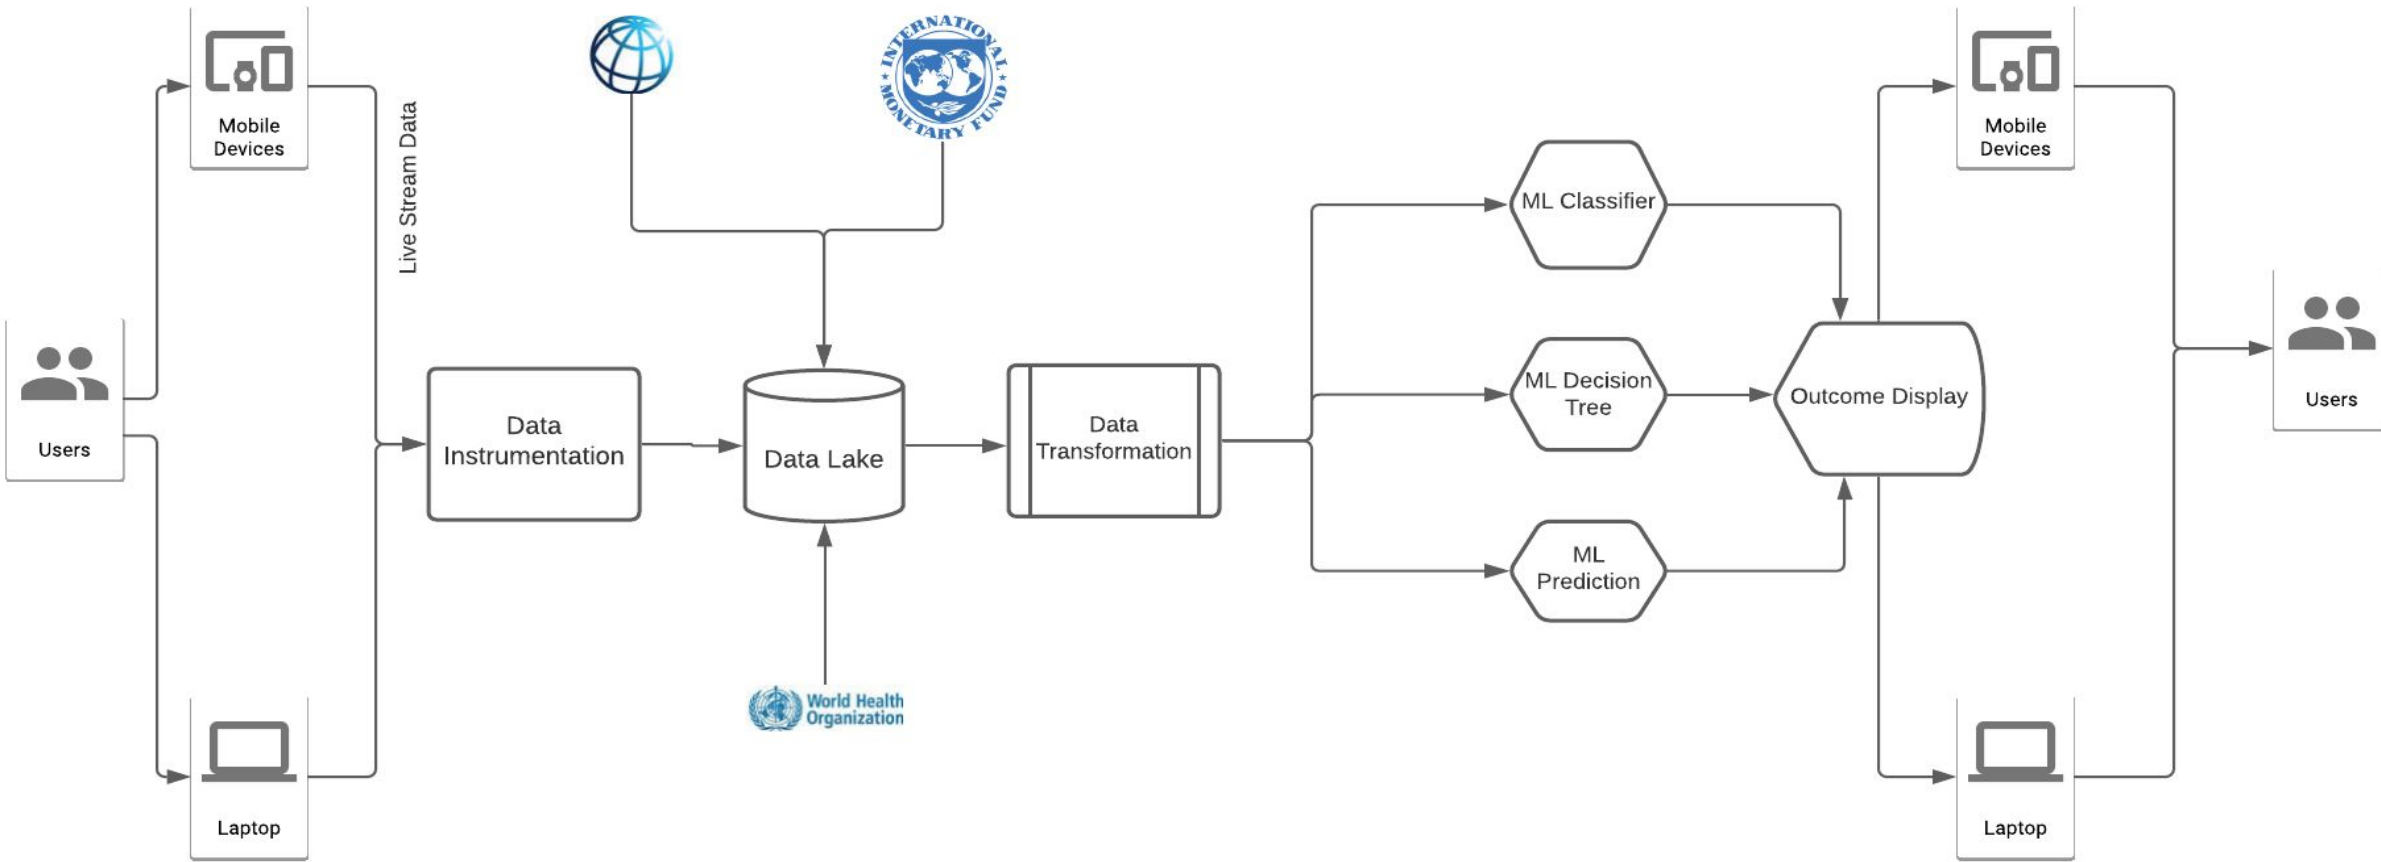 Mobile
Devices
Live Stream Data
Users
Laptop
INTERNATIONAL
MONETARY FUND
Data
Instrumentation
Data Lake
World Health
Organization
Data
Transformation
ML Classifier
ML Decision
Tree
ML
Prediction
Outcome Display
Mobile
Devices
Laptop
Users